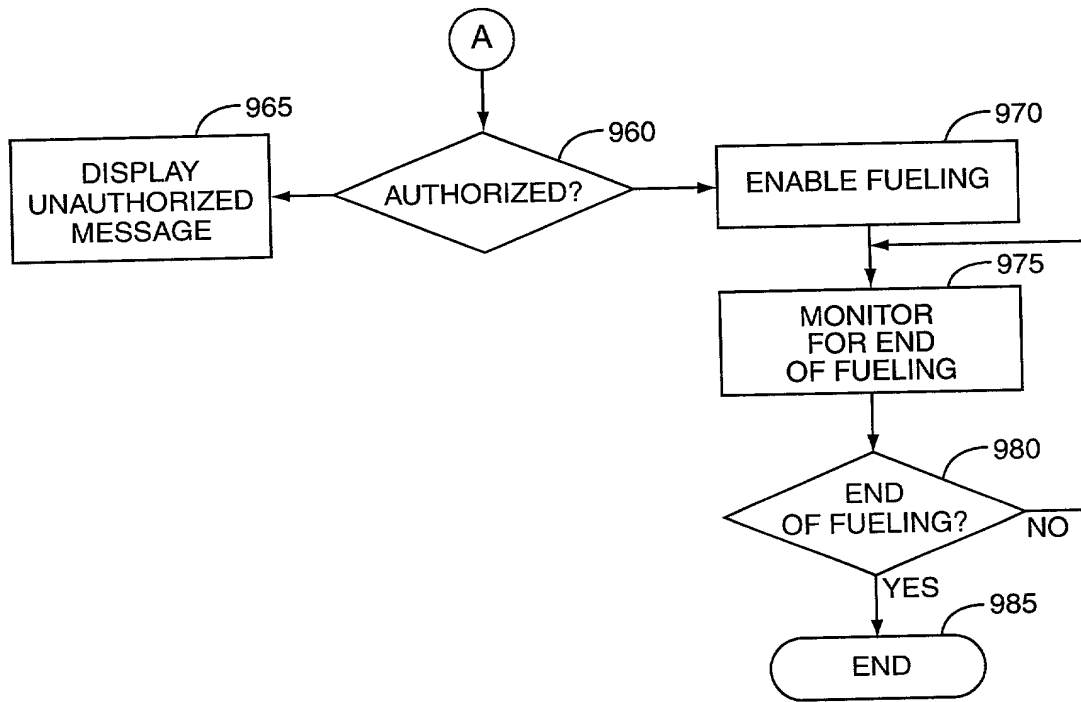 A
965
DISPLAY
UNAUTHORIZED
MESSAGE
960
AUTHORIZED?
970
ENABLE FUELING
975
MONITOR
FOR END
OF FUELING
980
END
OF FUELING?
NO
YES
985
END